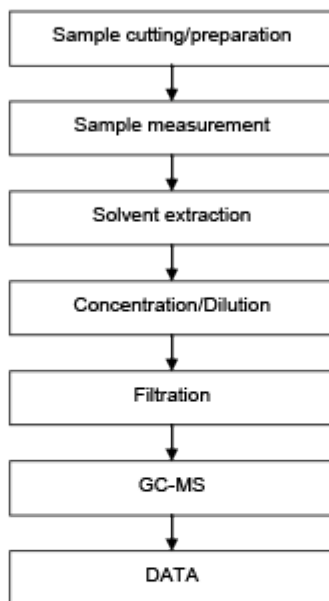 Sample cutting/preparation
Sample measurement
Solvent extraction
Concentration/Dilution
Filtration
GC-MS
DATA